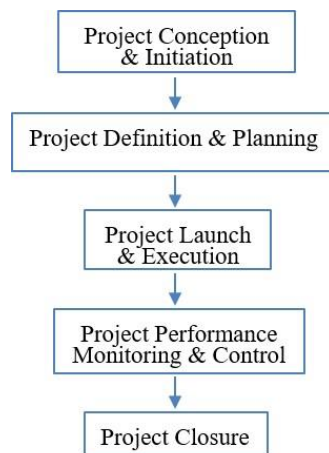 Project Conception
& Initiation
Project Definition & Planning
Project Launch
& Execution
Project Performance
Monitoring & Control
Project Closure